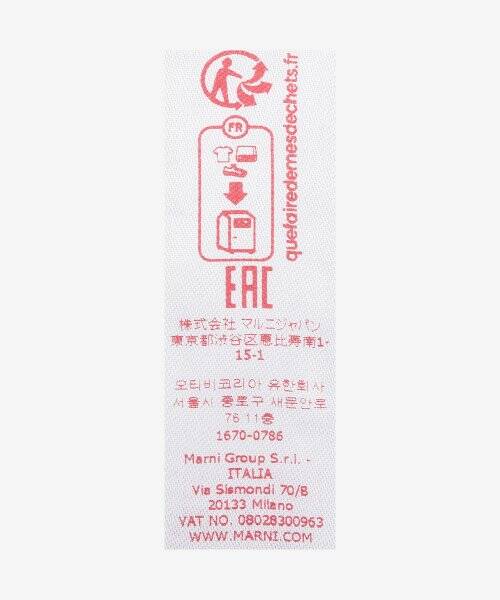 quefairedemesdechets.fr
FR
EAC
株式会社 マルニジャパン
東京都渋谷区恵比寿南1-
15-1
오티비코리아 유한회사
서울시 종로구 새문안로
76 11층
1670-0786
Marni Group S.r.l. -
ITALIA
Via Sismondi 70/B
20133 Milano
VAT NO. 08028300963
WWW.MARNI.COM